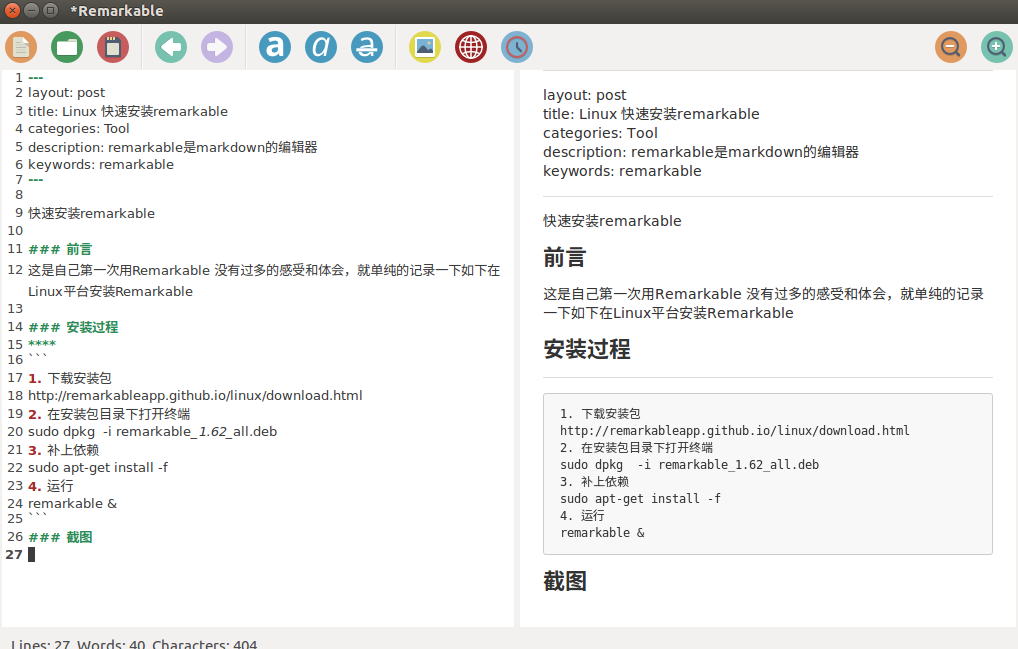 *Remarkable
a a a
1 ---
2 layout: post
3 title: Linux 快速安装remarkable
4 categories: Tool
5 description: remarkable是markdown的编辑器
6 keywords: remarkable
7 ---
8
9 快速安装remarkable
10
11 ### 前言
12 这是自己第一次用Remarkable 没有过多的感受和体会，就单纯的记录一下如下在
Linux平台安装Remarkable
13
14 ### 安装过程
15 ****
16 ```
17 1. 下载安装包
18 http://remarkableapp.github.io/linux/download.html
19 2. 在安装包目录下打开终端
20 sudo dpkg  -i remarkable_1.62_all.deb
21 3. 补上依赖
22 sudo apt-get install -f
23 4. 运行
24 remarkable &
25 ```
26 ### 截图
27
layout: post
title: Linux 快速安装remarkable
categories: Tool
description: remarkable是markdown的编辑器
keywords: remarkable
快速安装remarkable
前言
这是自己第一次用Remarkable 没有过多的感受和体会，就单纯的记录
一下如下在Linux平台安装Remarkable
安装过程
1. 下载安装包
http://remarkableapp.github.io/linux/download.html
2. 在安装包目录下打开终端
sudo dpkg  -i remarkable_1.62_all.deb
3. 补上依赖
sudo apt-get install -f
4. 运行
remarkable &
截图
Lines: 27, Words: 40, Characters: 404